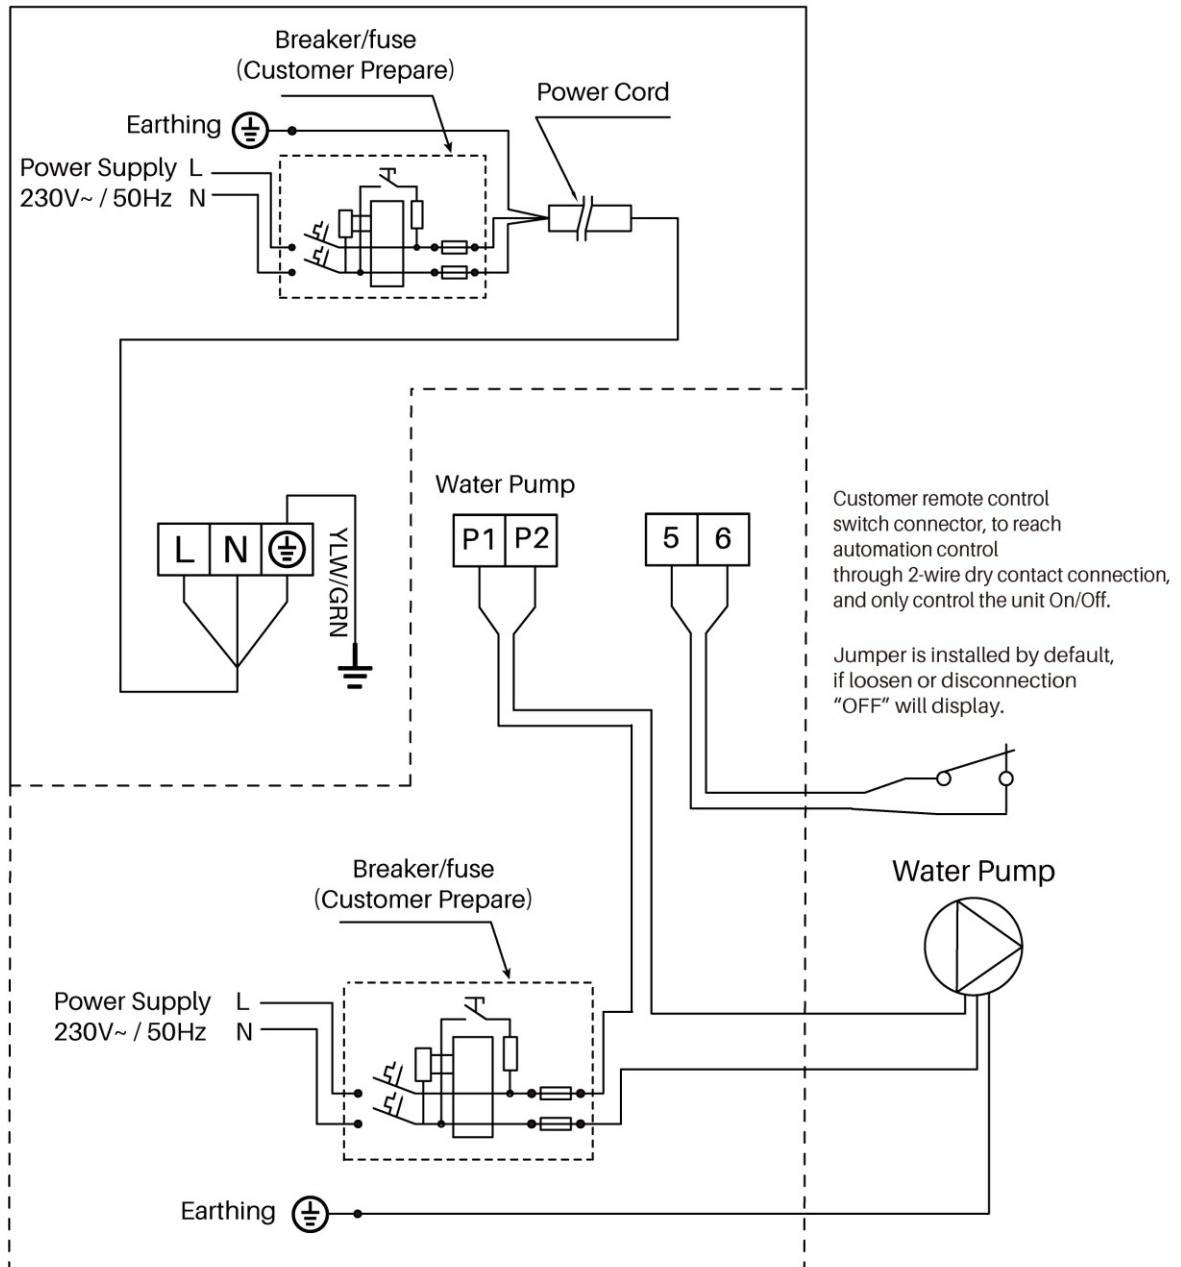 Breaker/fuse
(Customer Prepare)
Power Cord
Earthing
Power Supply L
230V~ / 50Hz N
Water Pump
L N
P1 P2
5 6
YLW/GRN
Customer remote control
switch connector, to reach
automation control
through 2-wire dry contact connection,
and only control the unit On/Off.
Jumper is installed by default,
if loosen or disconnection
“OFF” will display.
Breaker/fuse
(Customer Prepare)
Water Pump
Power Supply L
230V~ / 50Hz N
Earthing